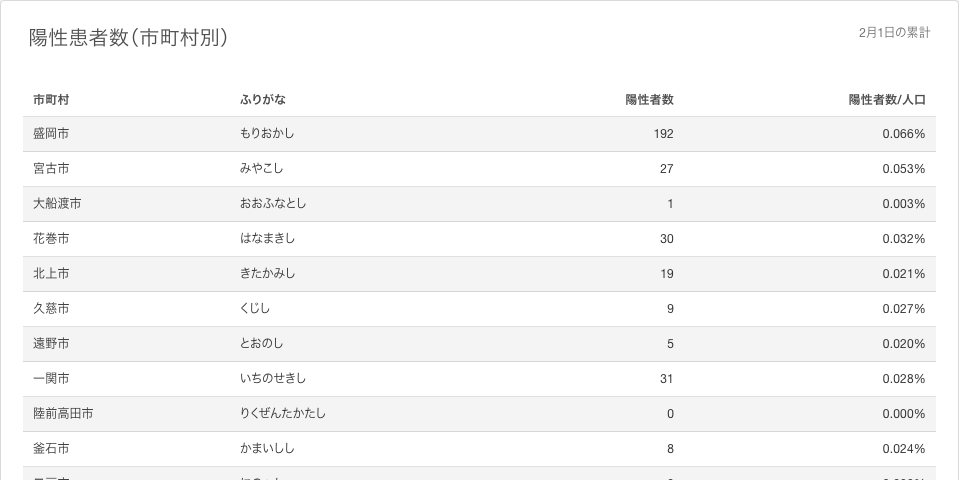 陽性患者数(市町村別)
2月1日の累計
市町村 ふりがな 陽性者数 陽性者数/人口
盛岡市 もりおかし 192 0.066%
宮古市 みやこし 27 0.053%
大船渡市 おおふなとし 1 0.003%
花巻市 はなまきし 30 0.032%
北上市 きたかみし 19 0.021%
久慈市 くじし 9 0.027%
遠野市 とおのし 5 0.020%
一関市 いちのせきし 31 0.028%
陸前高田市 りくぜんたかたし 0 0.000%
釜石市 かまいしし 8 0.024%